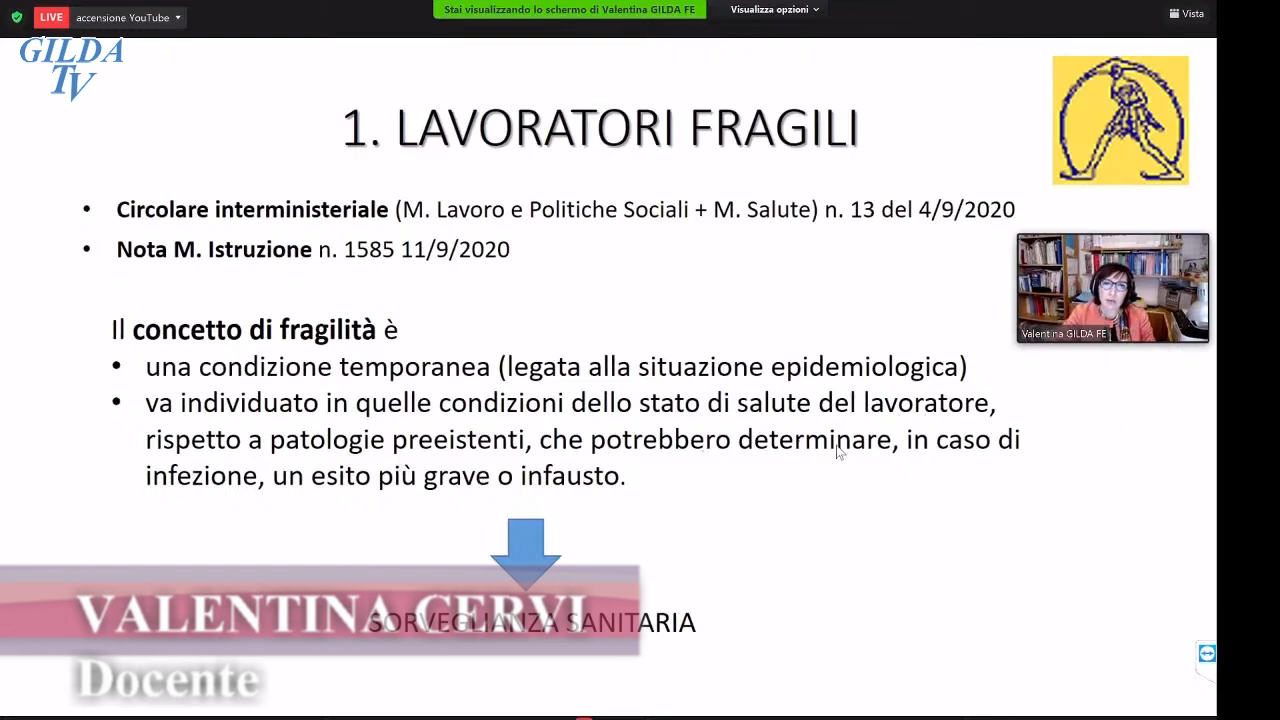 LIVE accensione YouTube
Stai visualizzando lo schermo di Valentina GILDA FE
Visualizza opzioni
Vista
GILDA
TV
1. LAVORATORI FRAGILI
• Circolare interministeriale (M. Lavoro e Politiche Sociali + M. Salute) n. 13 del 4/9/2020
• Nota M. Istruzione n. 1585 11/9/2020
Valentina GILDA FE
Il concetto di fragilità è
• una condizione temporanea (legata alla situazione epidemiologica)
• va individuato in quelle condizioni dello stato di salute del lavoratore,
rispetto a patologie preeistenti, che potrebbero determinare, in caso di
infezione, un esito più grave o infausto.
SORVEGLIANZA SANITARIA
VALENTINA CERVI
Docente